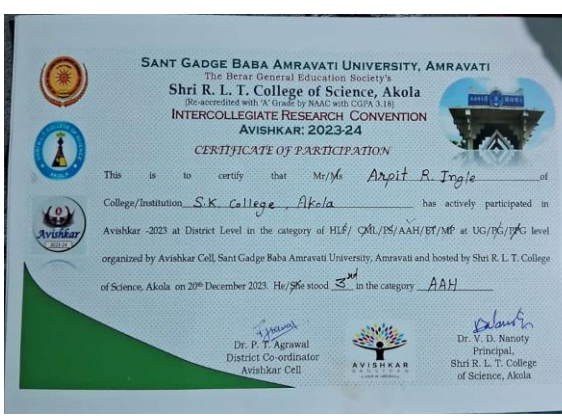 SANT GADGE BABA AMRAVATI UNIVERSITY, AMRAVATI
The Berar General Education Society's
Shri R. L. T. College of Science, Akola
[Re-accredited with 'A' Grade by NAAC with CGPA 3.18]
INTERCOLLEGIATE RESEARCH CONVENTION
AVISHKAR: 2023-24
CERTIFICATE OF PARTICIPATION
This is to certify that Mr/Ms Arpit R. Ingle of
College/Institution S.K. College, Akola has actively participated in
Avishkar -2023 at District Level in the category of HLF/ CML/PS/AAH/ET/MP at UG/PG/PPG level
organized by Avishkar Cell, Sant Gadge Baba Amravati University, Amravati and hosted by Shri R. L. T. College
of Science, Akola on 20th December 2023. He/She stood 3rd in the category AAH
Dr. P. T. Agrawal
District Co-ordinator
Avishkar Cell
AVISHKAR
Dr. V. D. Nanoty
Principal,
Shri R. L. T. College
of Science, Akola
Avishkar
2023-24